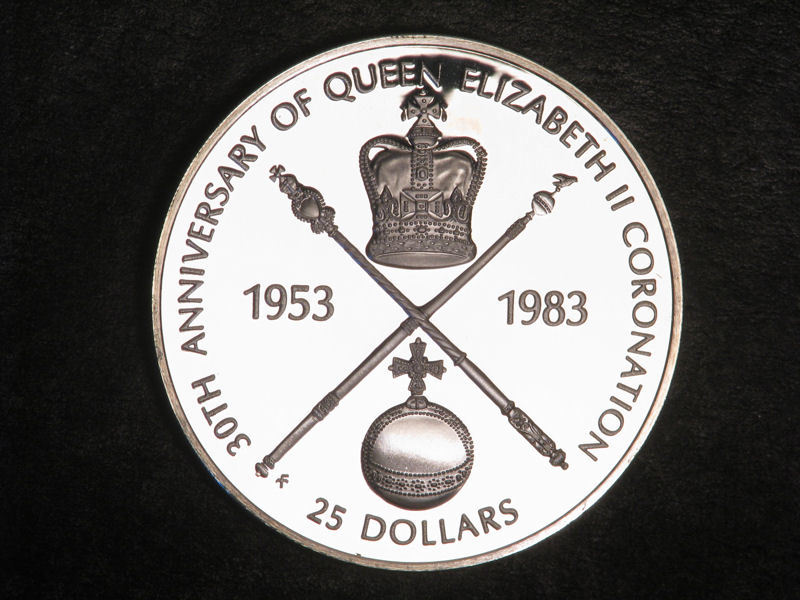 30TH ANNIVERSARY OF QUEEN ELIZABETH II CORONATION
1953
1983
25 DOLLARS